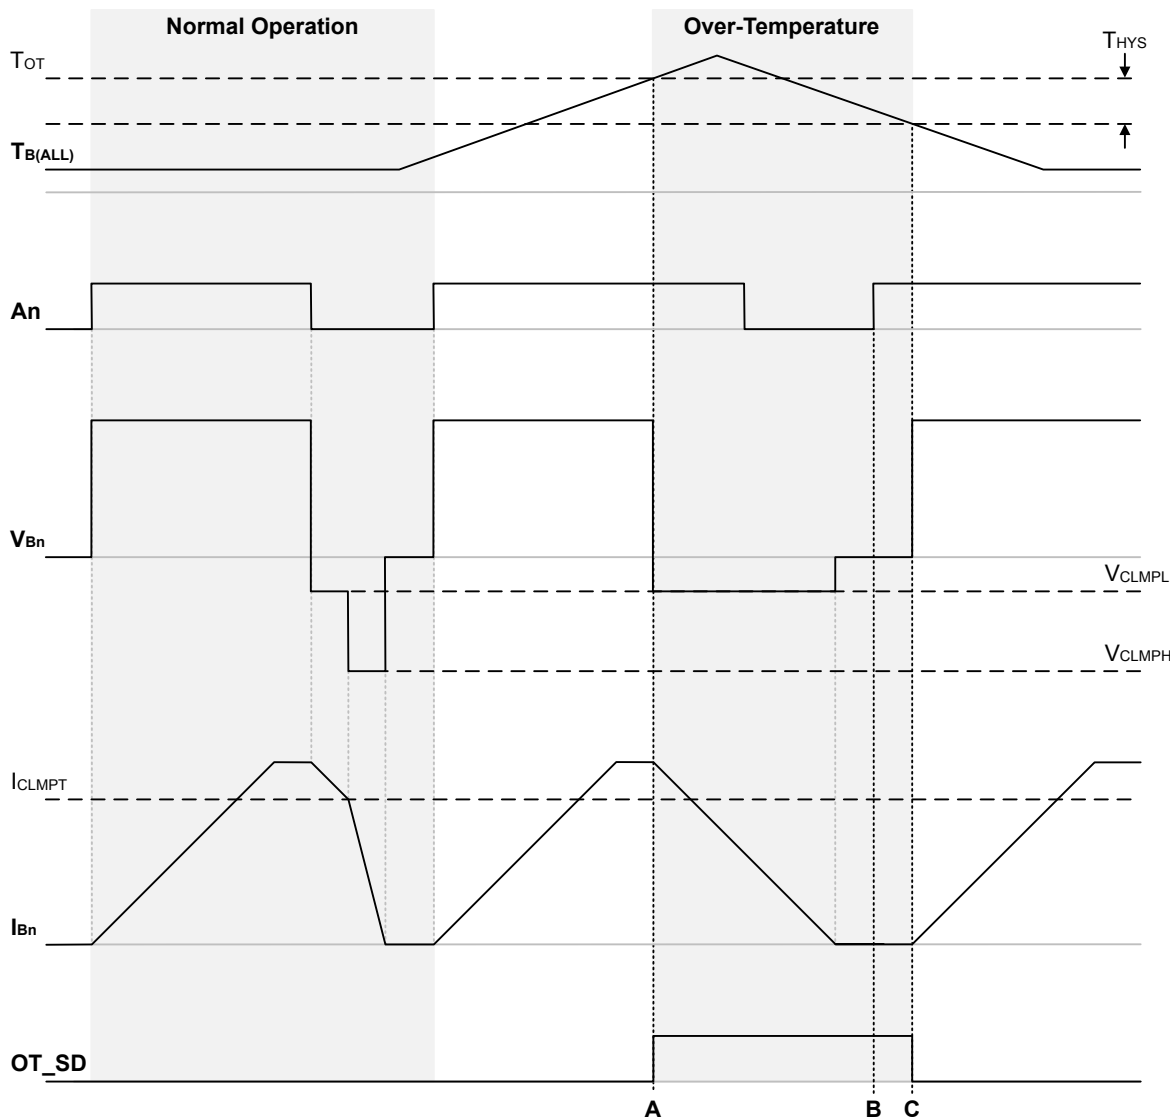 Normal Operation
Over-Temperature
THYS
TOT
TB(ALL)
An
VBn
VCLMPL
VCLMPH
ICLMPT
IBn
OT_SD
A
B
C